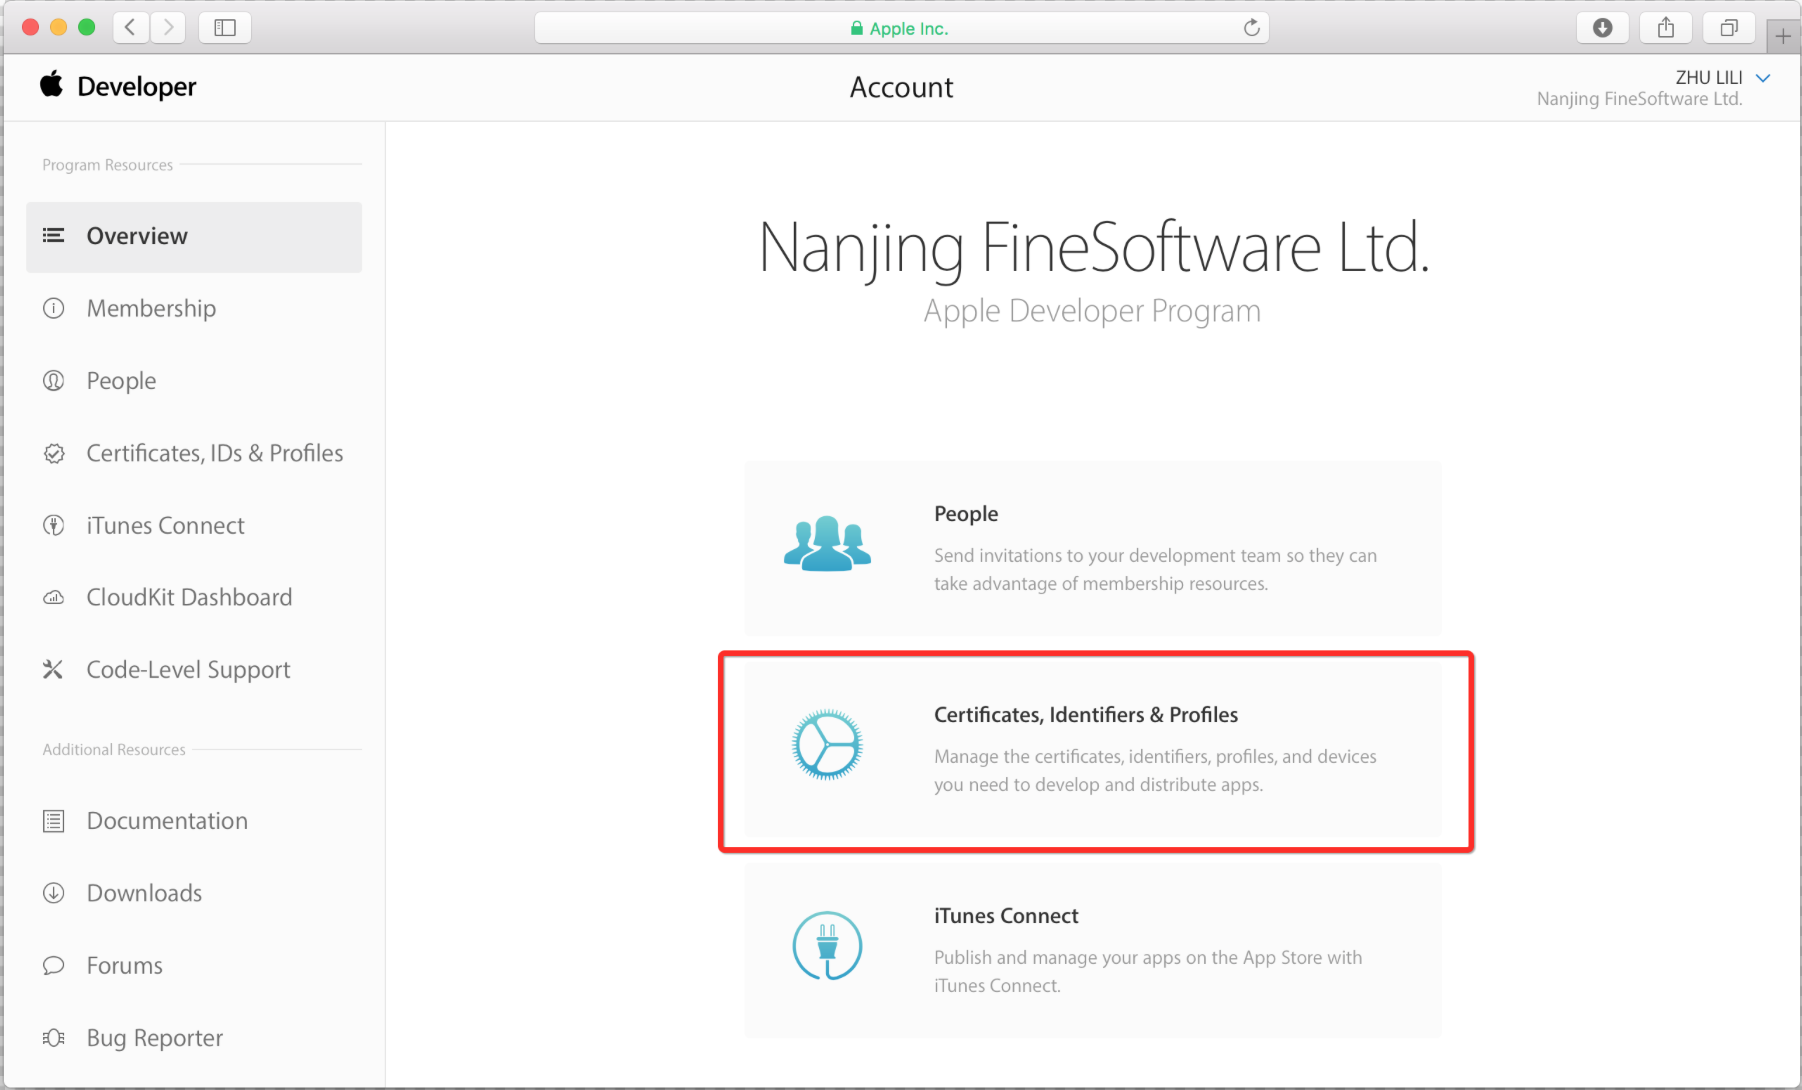 Apple Inc.
Developer
Account
ZHU LILI
Nanjing FineSoftware Ltd.
Program Resources
Overview
Membership
People
Certificates, IDs & Profiles
iTunes Connect
CloudKit Dashboard
Code-Level Support
Additional Resources
Documentation
Downloads
Forums
Bug Reporter
Nanjing FineSoftware Ltd.
Apple Developer Program
People
Send invitations to your development team so they can
take advantage of membership resources.
Certificates, Identifiers & Profiles
Manage the certificates, identifiers, profiles, and devices
you need to develop and distribute apps.
iTunes Connect
Publish and manage your apps on the App Store with
iTunes Connect.